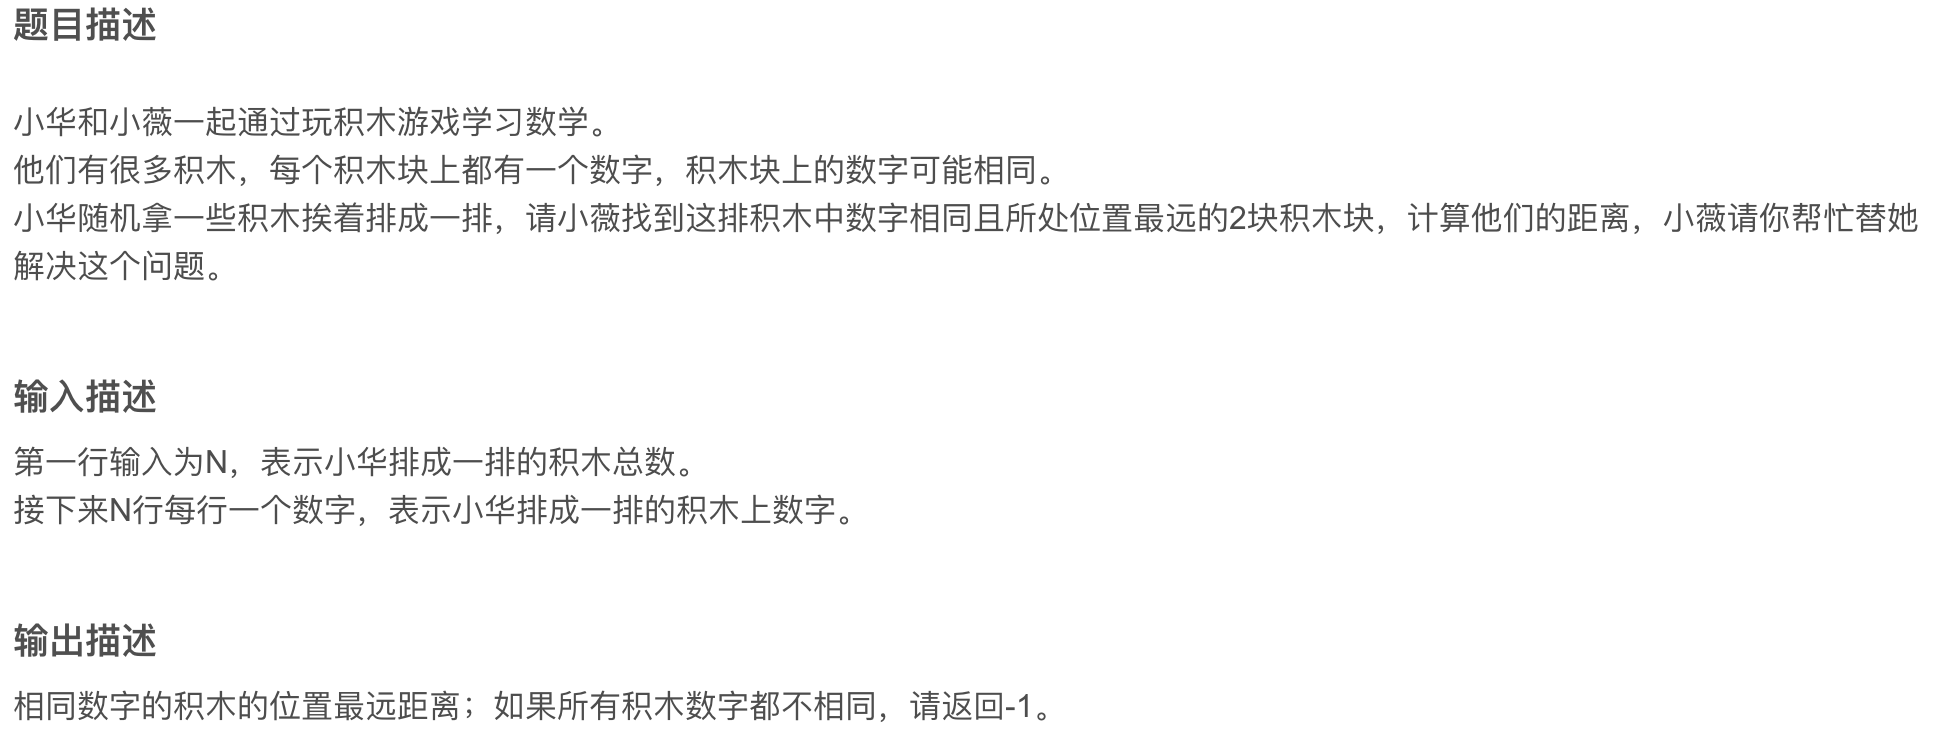 题目描述
小华和小薇一起通过玩积木游戏学习数学。
他们有很多积木，每个积木块上都有一个数字，积木块上的数字可能相同。
小华随机拿一些积木挨着排成一排，请小薇找到这排积木中数字相同且所处位置最远的2块积木块，计算他们的距离，小薇请你帮忙替她
解决这个问题。
输入描述
第一行输入为N，表示小华排成一排的积木总数。
接下来N行每行一个数字，表示小华排成一排的积木上数字。
输出描述
相同数字的积木的位置最远距离；如果所有积木数字都不相同，请返回-1。